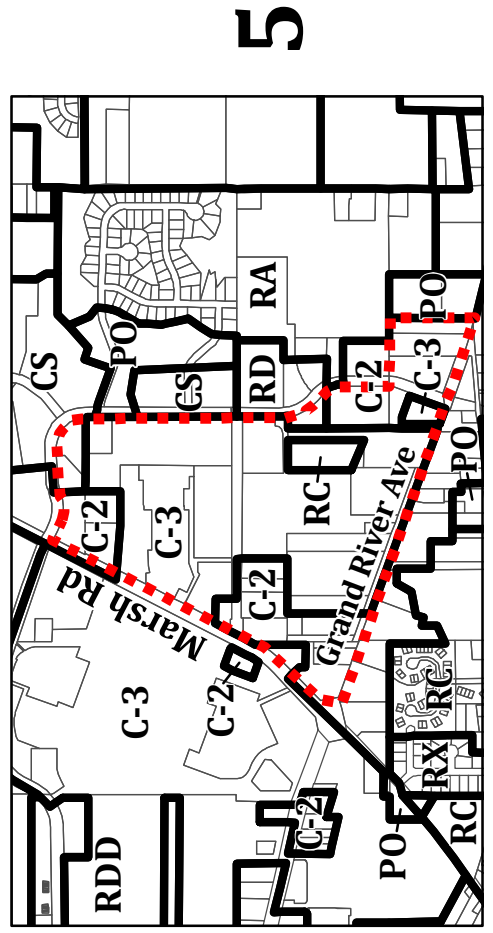 5
CS
PO
CS
RA
RD
PO
C-2
C-3
PO
C-2
C-3
RC
C-2
Grand River Ave
Marsh Rd
C-3
C-2
RC
RX
C-2
RDD
PO
RC